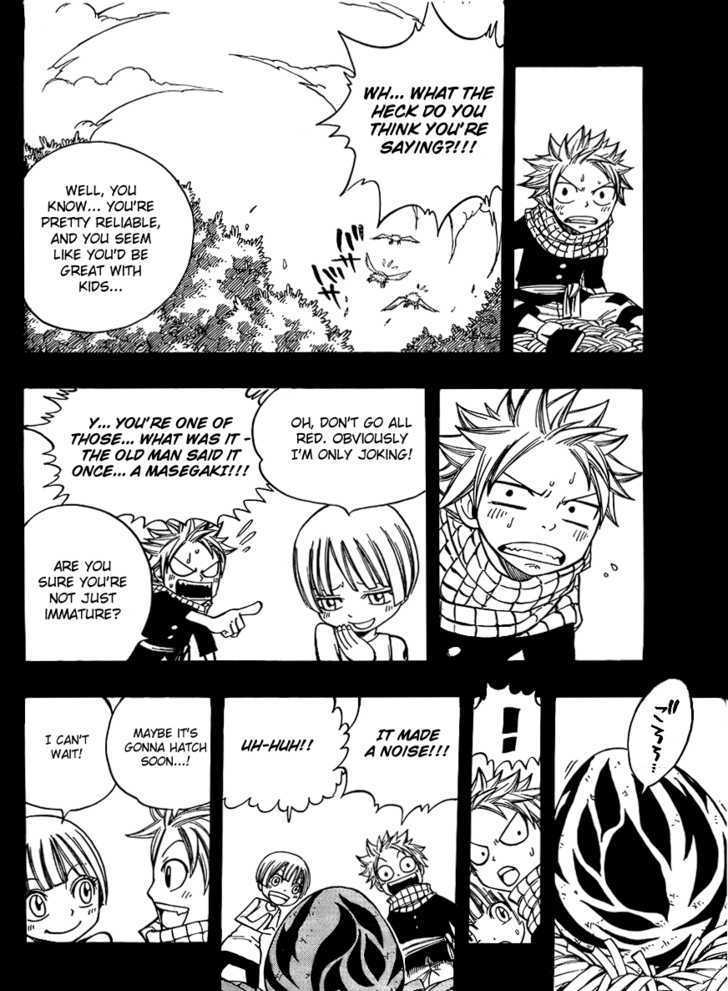 WH... WHAT THE
HECK DO YOU
THINK YOU'RE
SAYING?!!!
WELL, YOU
KNOW... YOU'RE
PRETTY RELIABLE,
AND YOU SEEM
LIKE YOU'D BE
GREAT WITH
KIDS...
OH, DON'T GO ALL
RED. OBVIOUSLY
I'M ONLY JOKING!
Y... YOU'RE ONE OF
THOSE... WHAT WAS IT -
THE OLD MAN SAID IT
ONCE... A MASEGAKI!!!
ARE YOU
SURE YOU'RE
NOT JUST
IMMATURE?
!
IT MADE
A NOISE!!!
UH-HUH!!
MAYBE IT'S
GONNA HATCH
SOON...!
I CAN'T
WAIT!